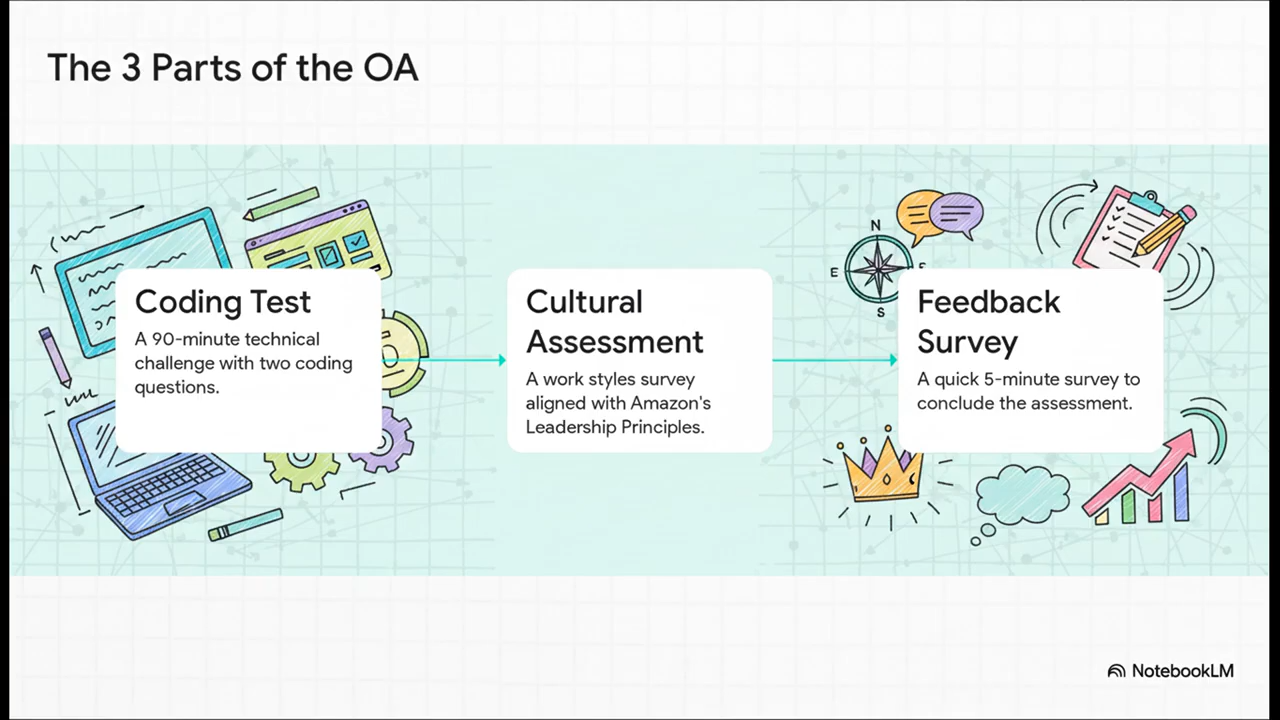 The 3 Parts of the OA
Coding Test
A 90-minute technical
challenge with two coding
questions.
Cultural
Assessment
A work styles survey
aligned with Amazon's
Leadership Principles.
N
E
S
Feedback
Survey
A quick 5-minute survey to
conclude the assessment.
NotebookLM